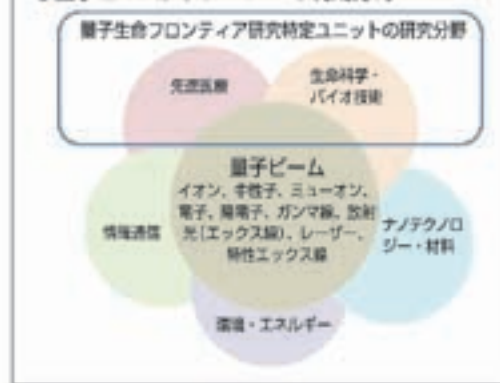 量子生命フロンティア研究特定ユニットの研究分野
先進医療
生命科学・
バイオ技術
量子ビーム
イオン、中性子、ミューオン、
電子、陽電子、ガンマ線、放射
光(エックス線)、レーザー、
特性エックス線
情報通信
ナノテクノロ
ジー・材料
環境・エネルギー